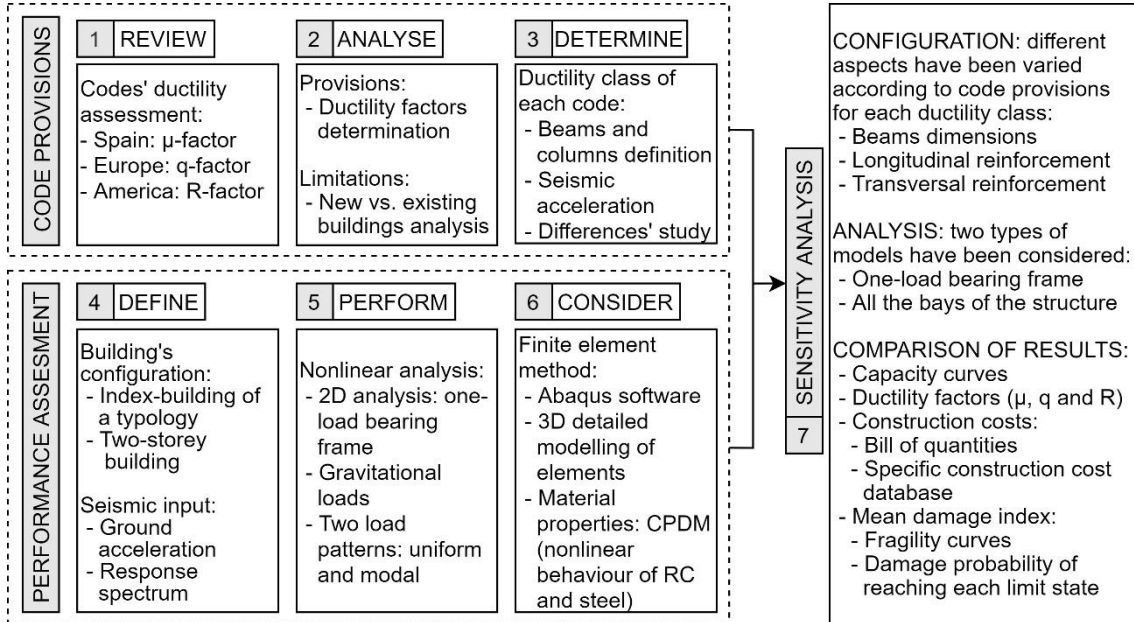 CODE PROVISIONS
1 REVIEW
Codes' ductility
assessment:
- Spain: µ-factor
- Europe: q-factor
- America: R-factor
2 ANALYSE
Provisions:
- Ductility factors
determination
Limitations:
- New vs. existing
buildings analysis
3 DETERMINE
Ductility class of
each code:
- Beams and
columns definition
- Seismic
acceleration
- Differences' study
PERFORMANCE ASSESMENT
4 DEFINE
Building's
configuration:
- Index-building of
a typology
- Two-storey
building
Seismic input:
- Ground
acceleration
- Response
spectrum
5 PERFORM
Nonlinear analysis:
- 2D analysis: one-
load bearing
frame
- Gravitational
loads
- Two load
patterns: uniform
and modal
6 CONSIDER
Finite element
method:
- Abaqus software
- 3D detailed
modelling of
elements
- Material
properties: CPDM
(nonlinear
behaviour of RC
and steel)
7 SENSITIVITY ANALYSIS
CONFIGURATION: different
aspects have been varied
according to code provisions
for each ductility class:
- Beams dimensions
- Longitudinal reinforcement
- Transversal reinforcement
ANALYSIS: two types of
models have been considered:
- One-load bearing frame
- All the bays of the structure
COMPARISON OF RESULTS:
- Capacity curves
- Ductility factors (µ, q and R)
- Construction costs:
- Bill of quantities
- Specific construction cost
database
- Mean damage index:
- Fragility curves
- Damage probability of
reaching each limit state